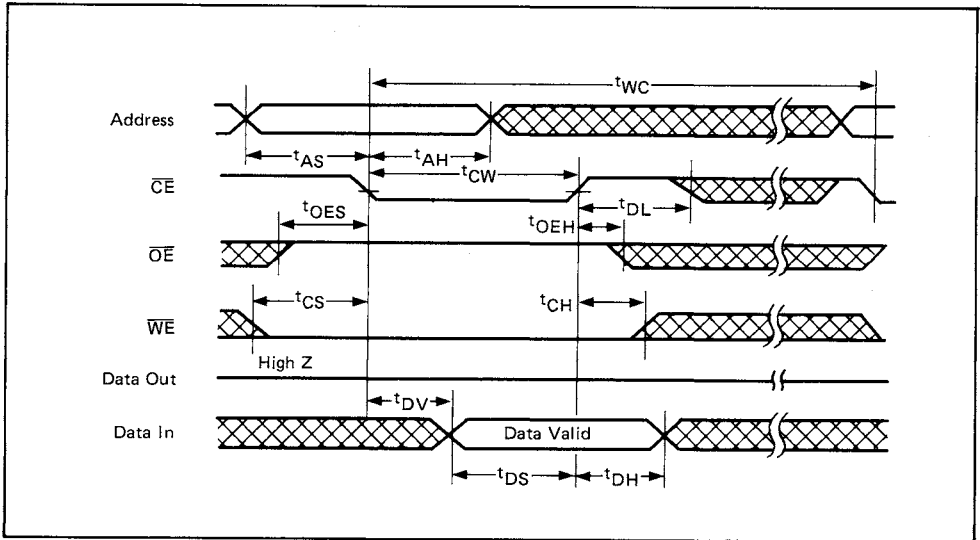 tWC
Address
tAS
tAH
tCW
CE
tDL
tOES
tOEH
OE
tCS
tCH
WE
High Z
Data Out
tDV
Data In
Data Valid
tDS
tDH